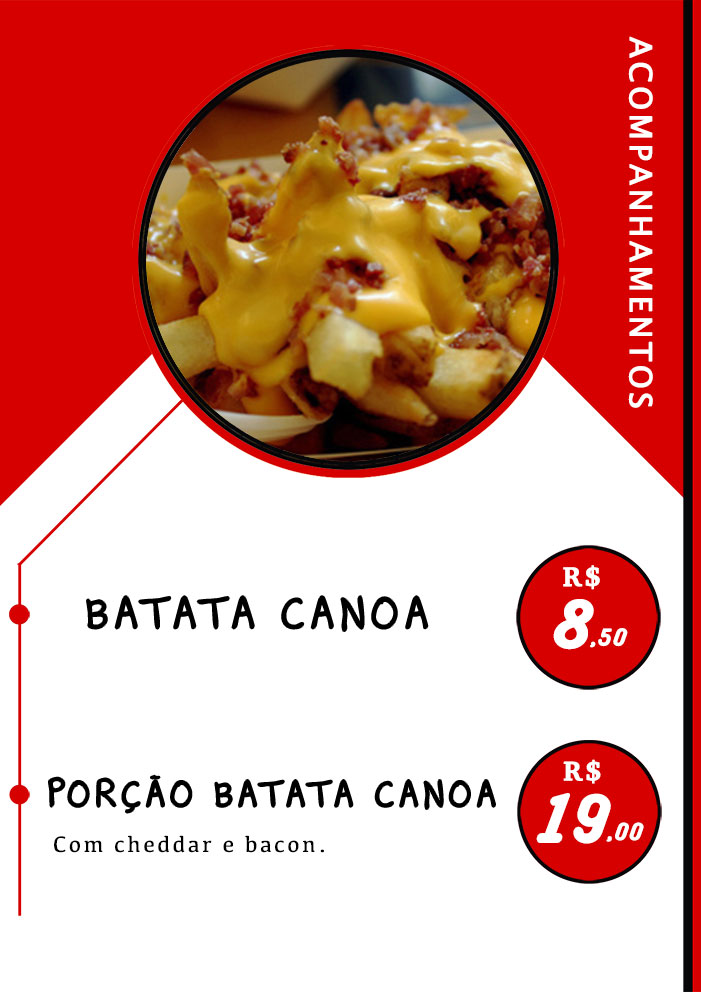 ACOMPANHAMENTOS
BATATA CANOA
R$
8,50
PORÇÃO BATATA CANOA
Com cheddar e bacon.
R$
19,00